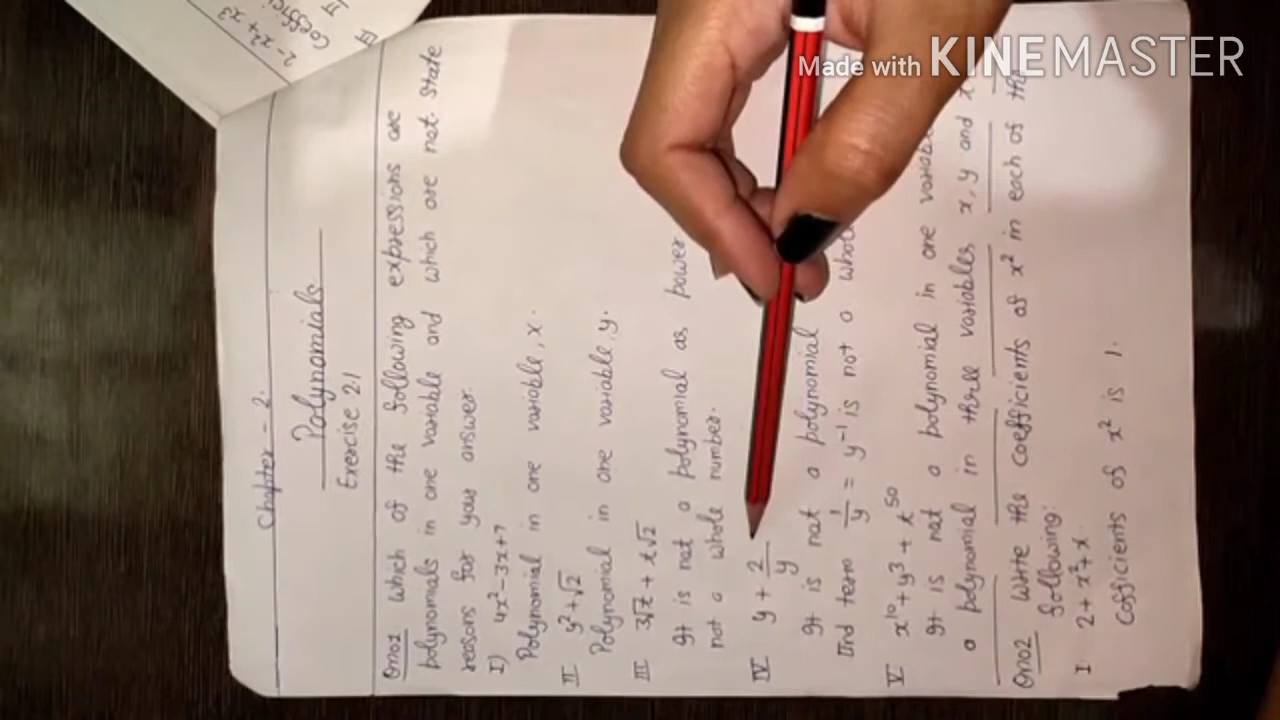 Made with KINEMASTER
2 - x² + x³
III
Chapter - 2
Polynomials
Exercise 2.1
Qno1 Which of the following expressions are
polynomials in one variable and which are not state
reasons for your answer.
I) 4x² - 3x + 7
Polynomial in one variable, x.
II y² + √2
Polynomial in one variable, y.
III 3√t + t√2
It is not a polynomial as power
not a whole number.
IV y + 2/y
It is not a polynomial
IInd term 1/y = y⁻¹ is not a whole
V x¹⁰ + y³ + t⁵⁰
It is not a polynomial in one variable
a polynomial in three variables x, y and
Qno2 Write the coefficients of x² in each of the
following:
I 2 + x² + x
Cofficients of x² is 1.